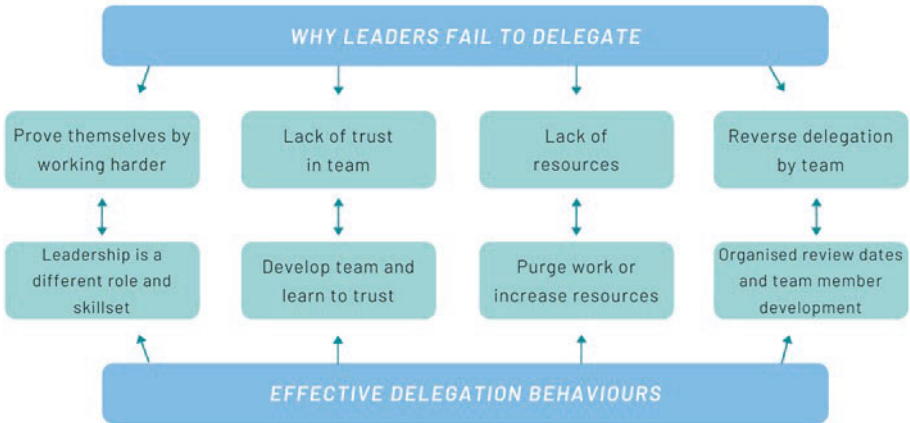 WHY LEADERS FAIL TO DELEGATE
Prove themselves by
working harder
Lack of trust
in team
Lack of
resources
Reverse delegation
by team
Leadership is a
different role and
skillset
Develop team and
learn to trust
Purge work or
increase resources
Organised review dates
and team member
development
EFFECTIVE DELEGATION BEHAVIOURS